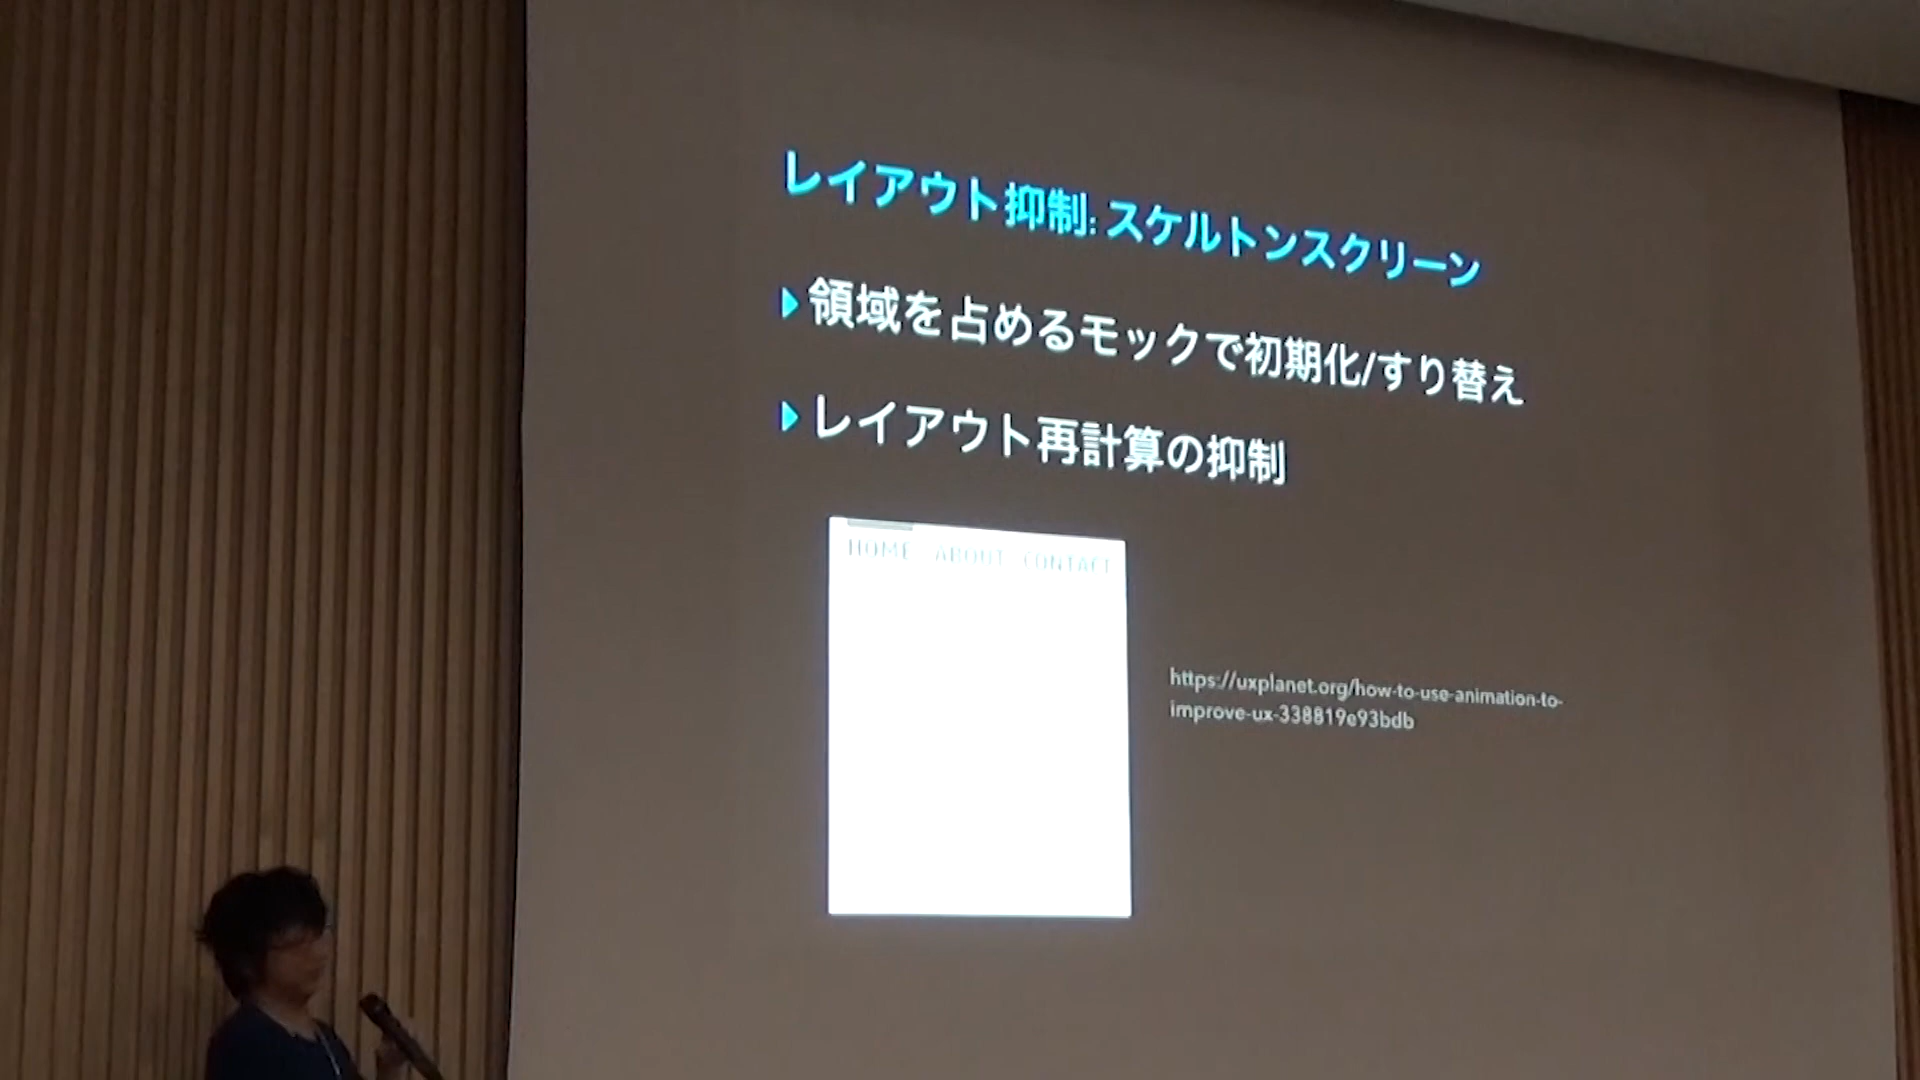 レイアウト抑制: スケルトンスクリーン
領域を占めるモックで初期化/すり替え
レイアウト再計算の抑制
HOME ABOUT CONTACT
https://uxplanet.org/how-to-use-animation-to-
improve-ux-338819e93bdb